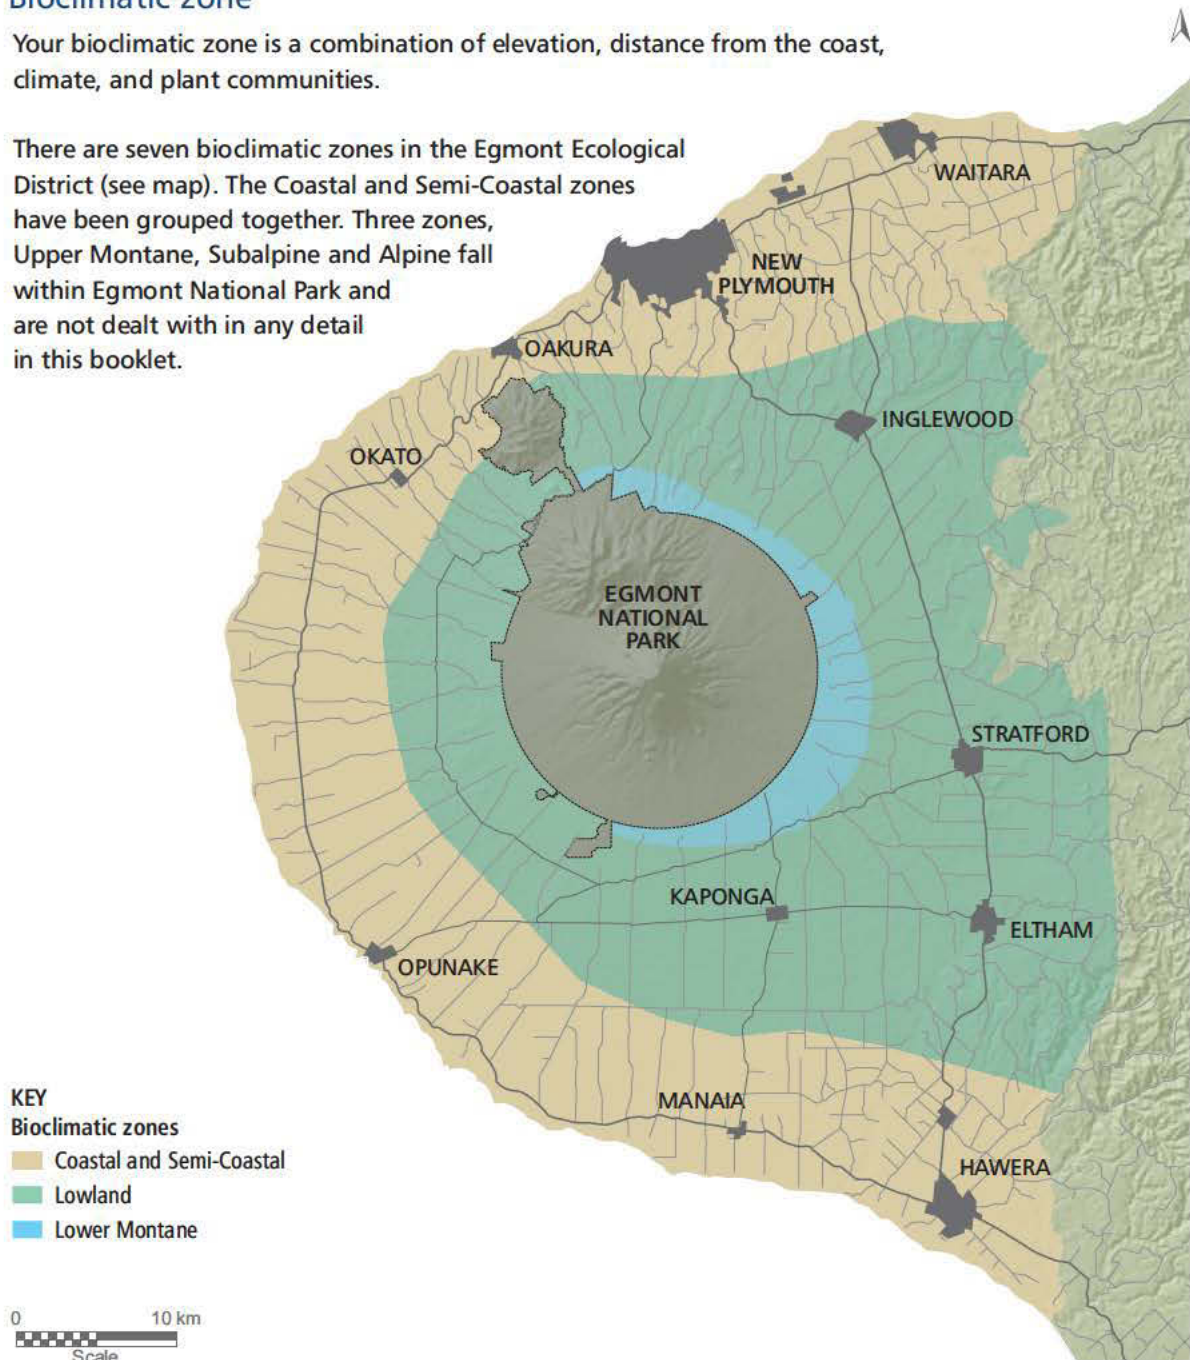 Bioclimatic zone
Your bioclimatic zone is a combination of elevation, distance from the coast,
climate, and plant communities.
There are seven bioclimatic zones in the Egmont Ecological
District (see map). The Coastal and Semi-Coastal zones
have been grouped together. Three zones,
Upper Montane, Subalpine and Alpine fall
within Egmont National Park and
are not dealt with in any detail
in this booklet.
WAITARA
NEW
PLYMOUTH
OAKURA
INGLEWOOD
OKATO
EGMONT
NATIONAL
PARK
STRATFORD
KAPONGA
ELTHAM
OPUNAKE
MANAIA
HAWERA
KEY
Bioclimatic zones
Coastal and Semi-Coastal
Lowland
Lower Montane
0 10 km
Scale